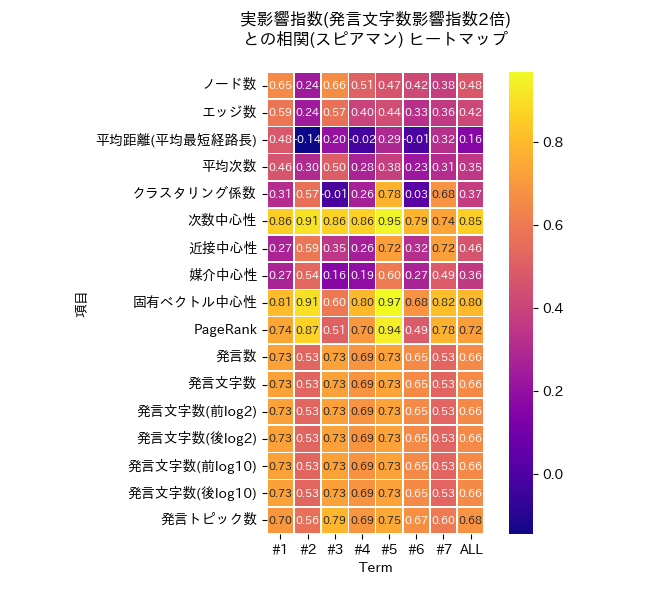 実影響指数(発言文字数影響指数2倍)
との相関(スピアマン) ヒートマップ
項目
ノード数 0.65 0.24 0.66 0.51 0.47 0.42 0.38 0.48
エッジ数 0.59 0.24 0.57 0.40 0.44 0.33 0.36 0.42
平均距離(平均最短経路長) 0.48 -0.14 0.20 -0.02 0.29 -0.01 0.32 0.16
平均次数 0.46 0.30 0.50 0.28 0.38 0.23 0.31 0.35
クラスタリング係数 0.31 0.57 -0.01 0.26 0.78 0.03 0.68 0.37
次数中心性 0.86 0.91 0.86 0.86 0.95 0.79 0.74 0.85
近接中心性 0.27 0.59 0.35 0.26 0.72 0.32 0.72 0.46
媒介中心性 0.27 0.54 0.16 0.19 0.60 0.27 0.49 0.36
固有ベクトル中心性 0.81 0.91 0.60 0.80 0.97 0.68 0.82 0.80
PageRank 0.74 0.87 0.51 0.70 0.94 0.49 0.78 0.72
発言数 0.73 0.53 0.73 0.69 0.73 0.65 0.53 0.66
発言文字数 0.73 0.53 0.73 0.69 0.73 0.65 0.53 0.66
発言文字数(前log2) 0.73 0.53 0.73 0.69 0.73 0.65 0.53 0.66
発言文字数(後log2) 0.73 0.53 0.73 0.69 0.73 0.65 0.53 0.66
発言文字数(前log10) 0.73 0.53 0.73 0.69 0.73 0.65 0.53 0.66
発言文字数(後log10) 0.73 0.53 0.73 0.69 0.73 0.65 0.53 0.66
発言トピック数 0.70 0.56 0.79 0.69 0.75 0.67 0.60 0.68
#1 #2 #3 #4 #5 #6 #7 ALL
Term
0.8
0.6
0.4
0.2
0.0